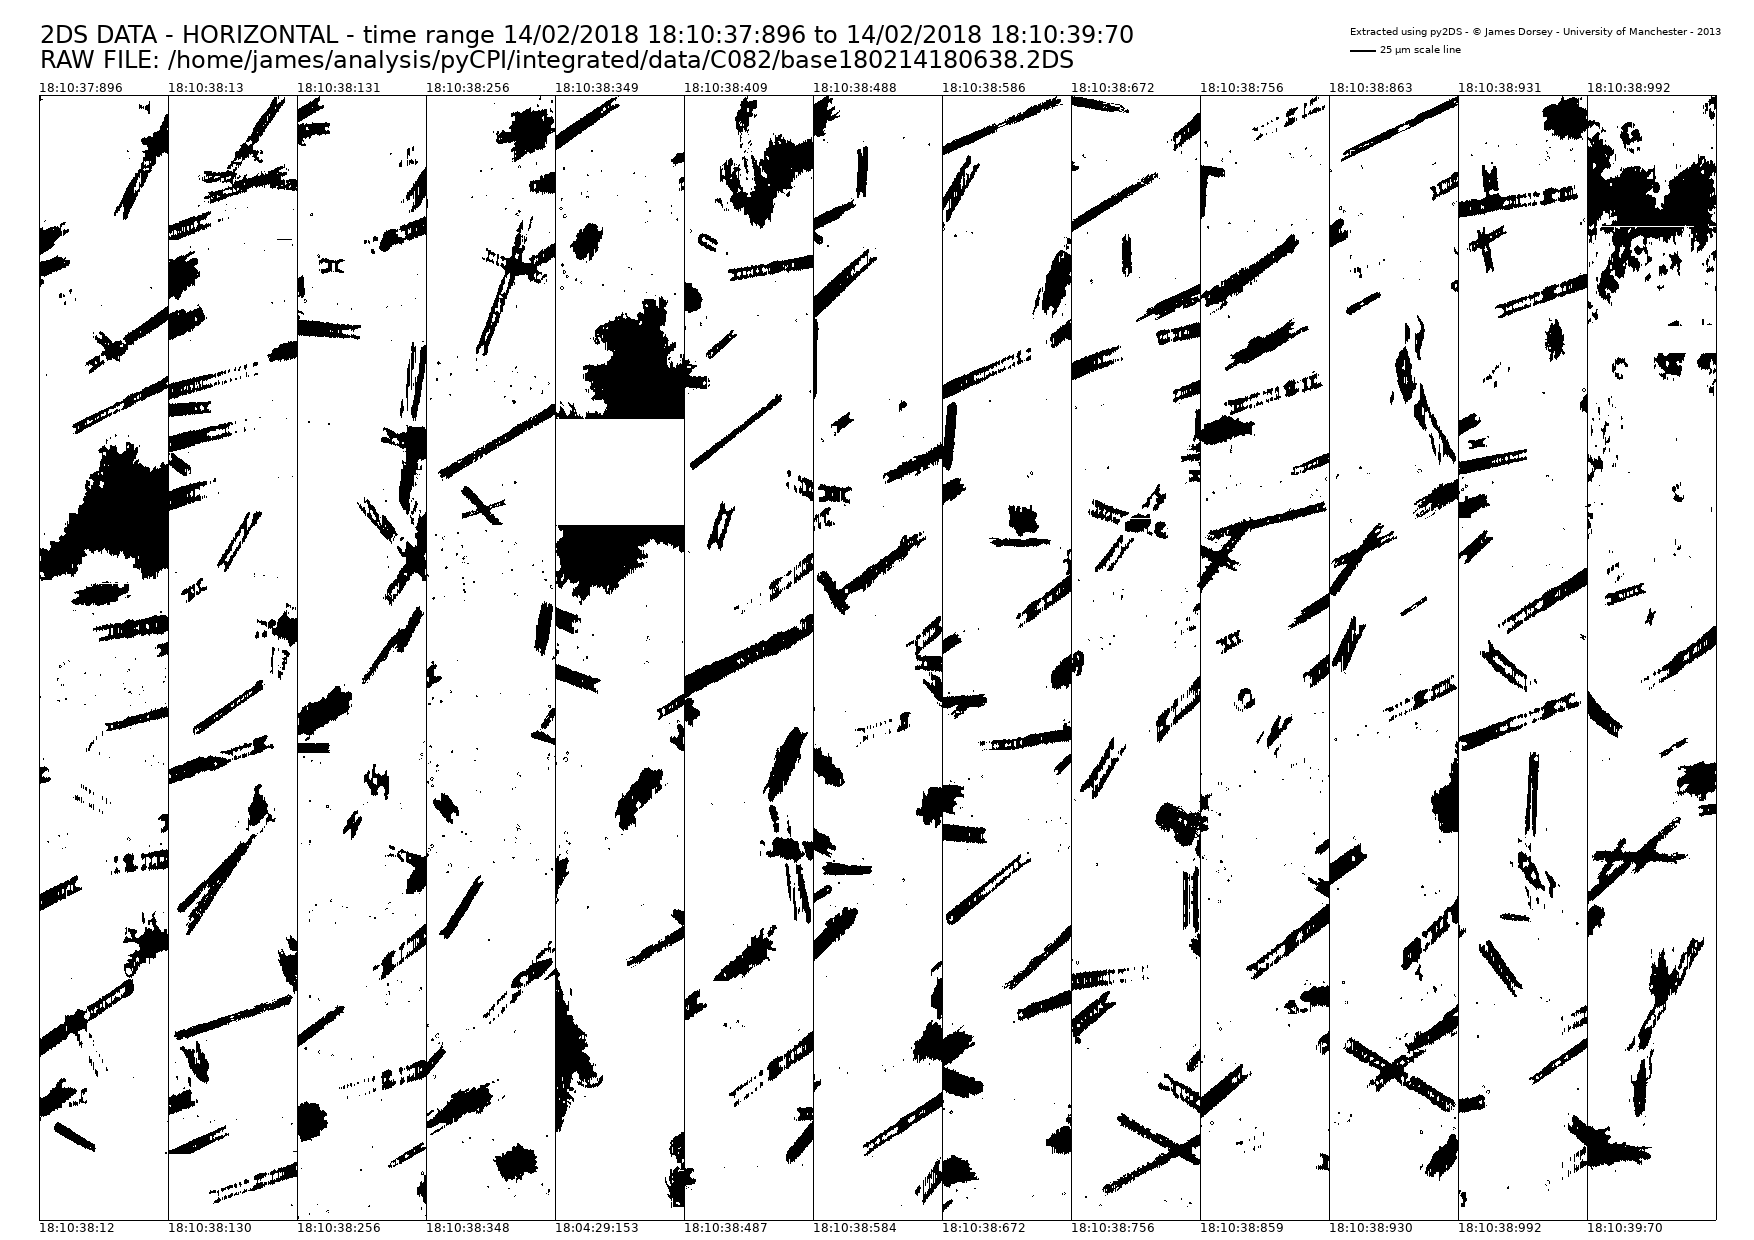 2DS DATA - HORIZONTAL - time range 14/02/2018 18:10:37:896 to 14/02/2018 18:10:39:70
RAW FILE: /home/james/analysis/pyCPI/integrated/data/C082/base180214180638.2DS
Extracted using py2DS - © James Dorsey - University of Manchester - 2013
25 µm scale line
18:10:37:896 18:10:38:13 18:10:38:131 18:10:38:256 18:10:38:349 18:10:38:409 18:10:38:488 18:10:38:586 18:10:38:672 18:10:38:756 18:10:38:863 18:10:38:931 18:10:38:992
18:10:38:12 18:10:38:130 18:10:38:256 18:10:38:348 18:04:29:153 18:10:38:487 18:10:38:584 18:10:38:672 18:10:38:756 18:10:38:859 18:10:38:930 18:10:38:992 18:10:39:70